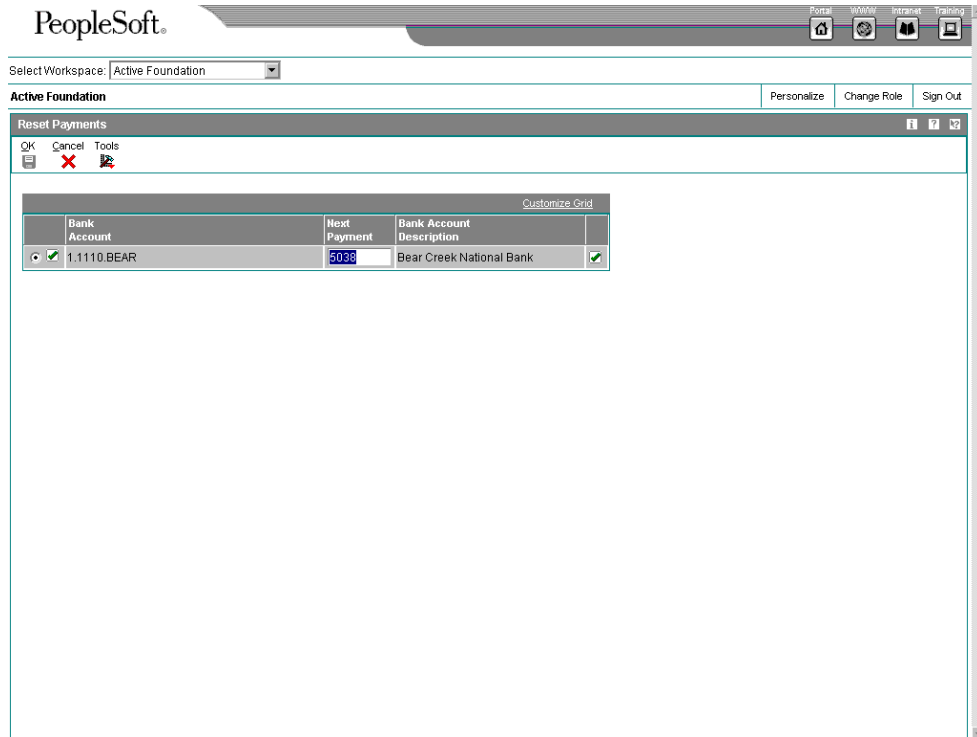 Portal WWW Intranet Training
PeopleSoft®
Select Workspace: Active Foundation
Active Foundation Personalize Change Role Sign Out
Reset Payments
OK Cancel Tools
Customize Grid
Bank Account Next Payment Bank Account Description
1.1110.BEAR 5038 Bear Creek National Bank